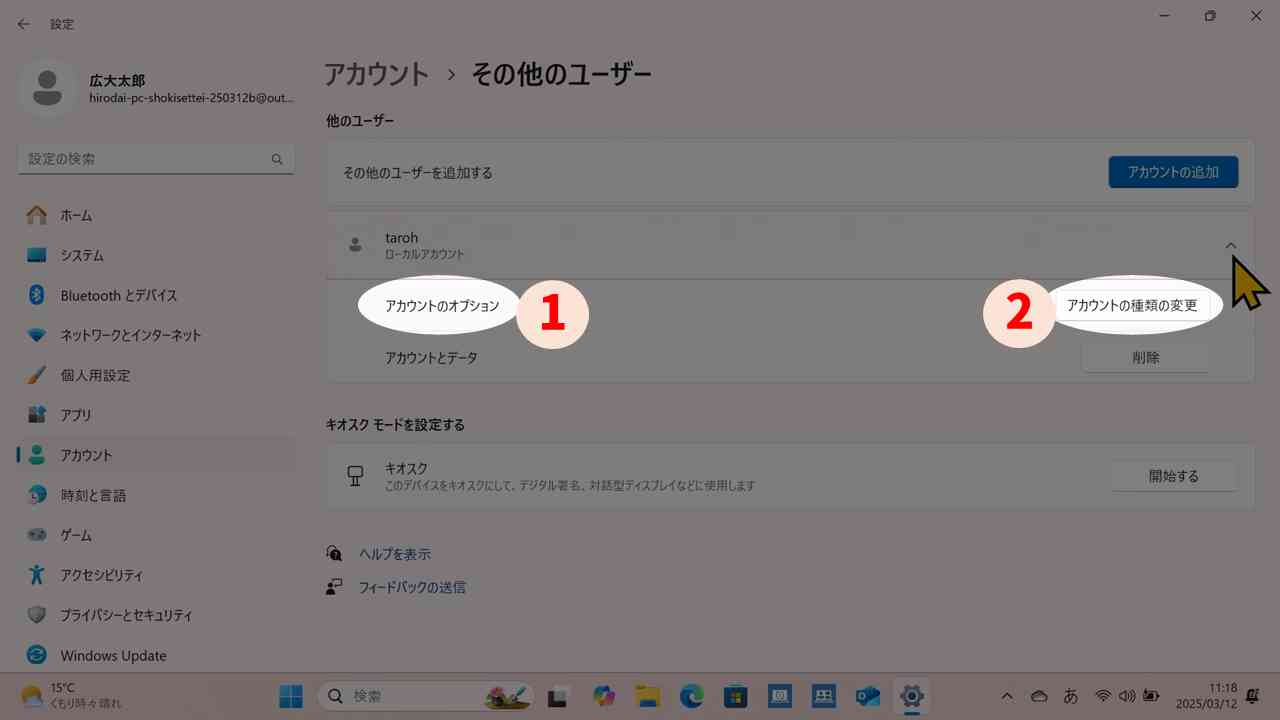 設定
広大太郎
hirodai-pc-shokisettei-250312b@out...
設定の検索
ホーム
システム
Bluetooth とデバイス
ネットワークとインターネット
個人用設定
アプリ
アカウント
時刻と言語
ゲーム
アクセシビリティ
プライバシーとセキュリティ
Windows Update
アカウント › その他のユーザー
他のユーザー
その他のユーザーを追加する
アカウントの追加
taroh
ローカルアカウント
アカウントのオプション
1
2
アカウントの種類の変更
アカウントとデータ
削除
キオスク モードを設定する
キオスク
このデバイスをキオスクにして、デジタル署名、対話型ディスプレイなどに使用します
開始する
ヘルプを表示
フィードバックの送信
15°C
くもり時々晴れ
検索
あ
11:18
2025/03/12